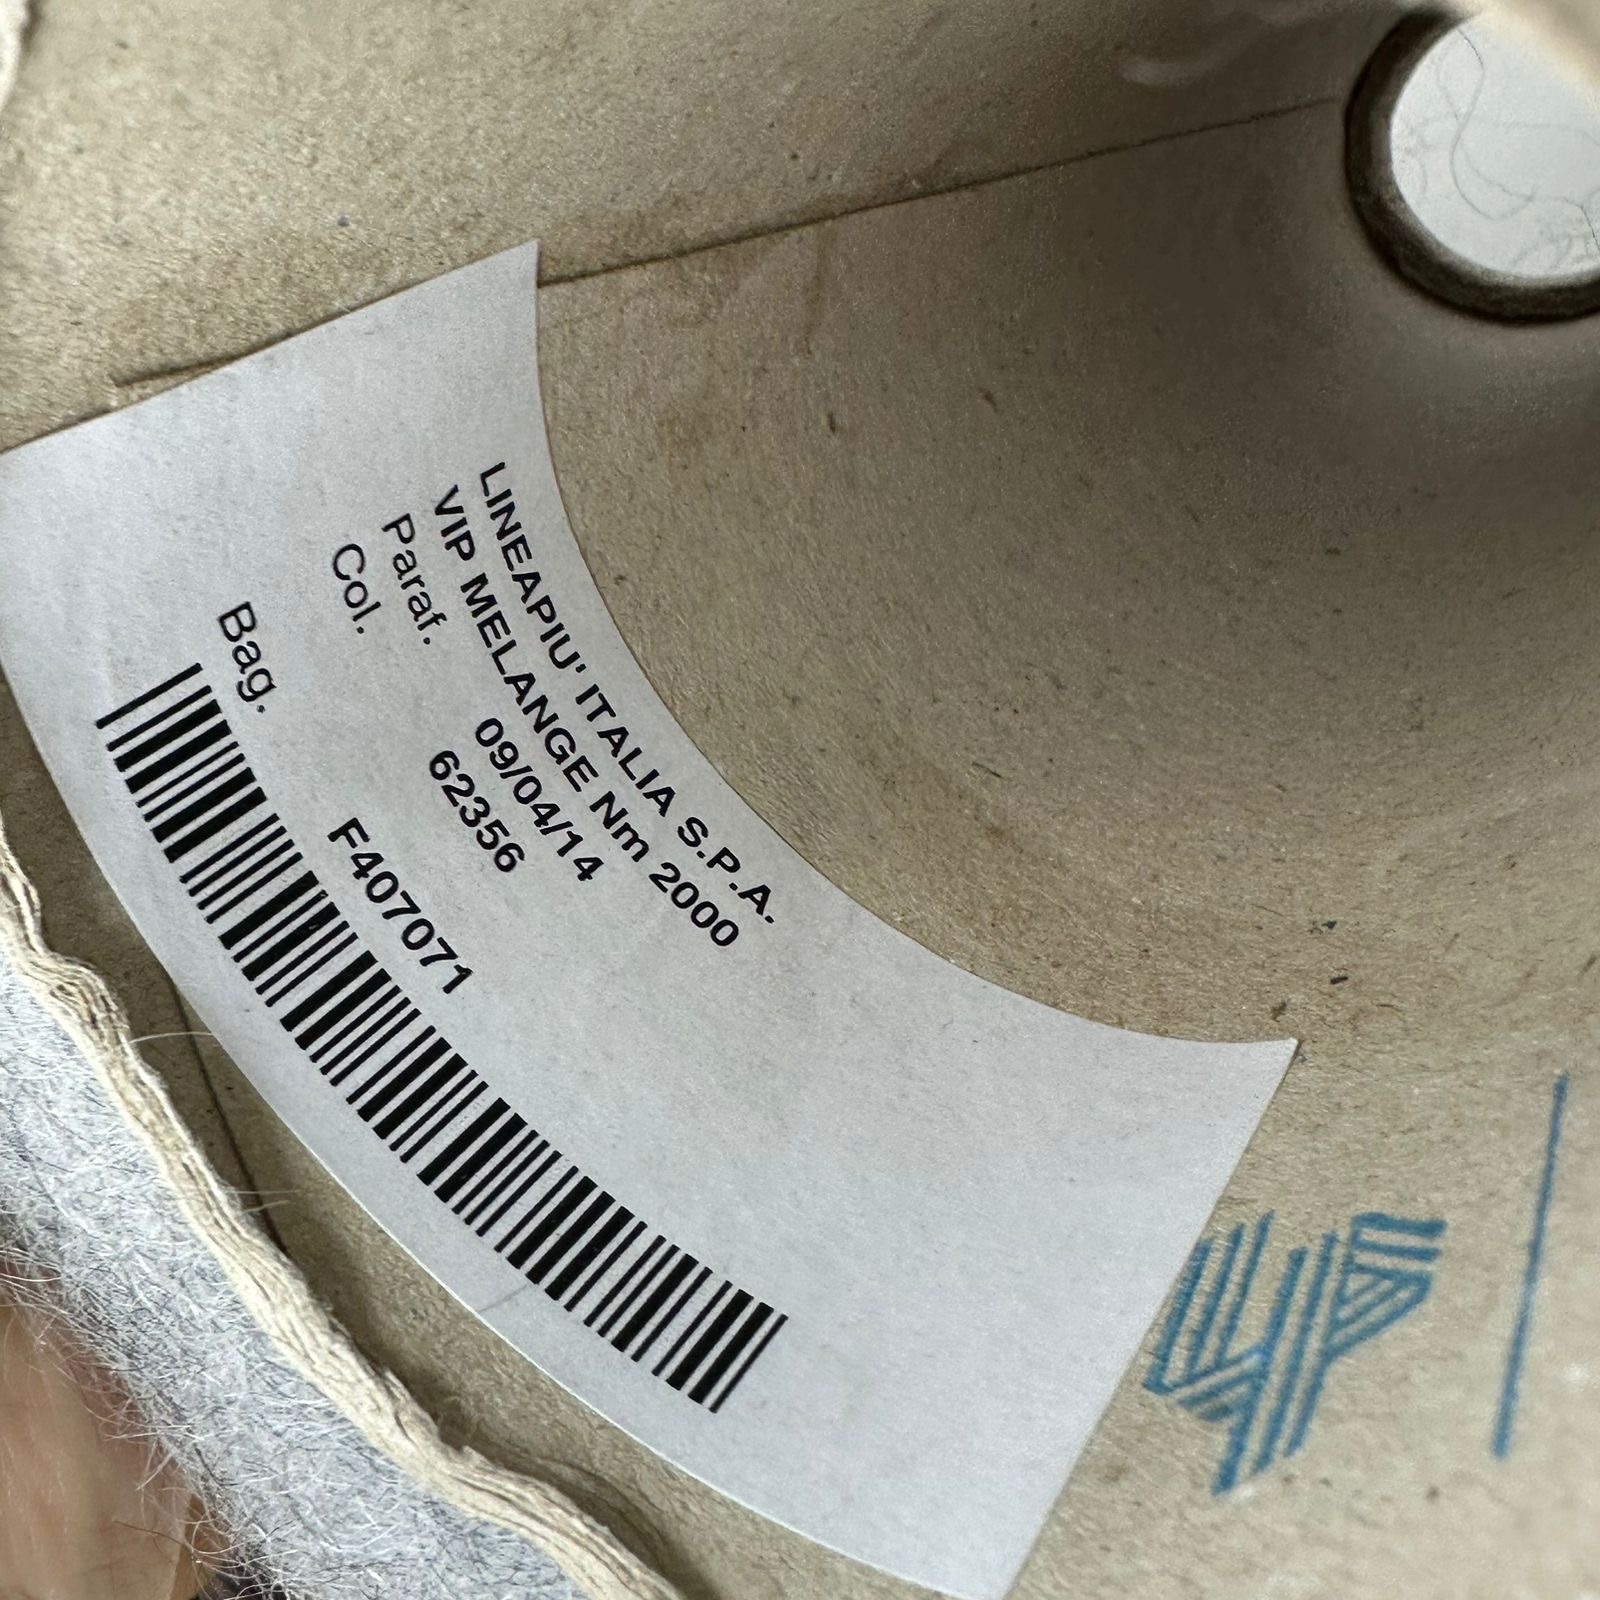 LINEAPIU' ITALIA S.P.A.
VIP MELANGE Nm 2000
Paraf. 09/04/14
Col. 62356
Bag. F407071